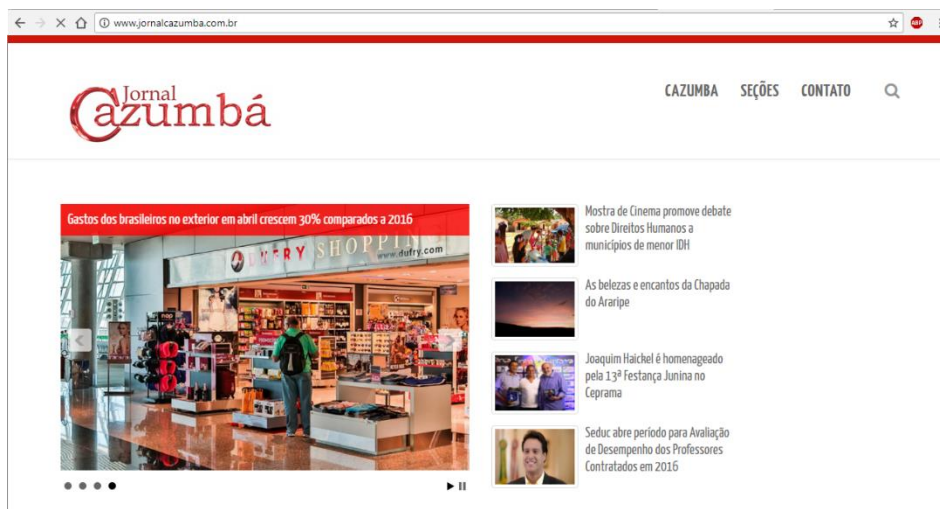 www.jornalcazumba.com.br
ABP
Jornal
Cazumbá
CAZUMBA SEÇÕES CONTATO
Gastos dos brasileiros no exterior em abril crescem 30% comparados a 2016
DUFRY SHOPPIN
www.dufry.com
Mostra de Cinema promove debate
sobre Direitos Humanos a
municípios de menor IDH
As belezas e encantos da Chapada
do Araripe
Joaquim Haickel é homenageado
pela 13ª Festança Junina no
Ceprama
Seduc abre período para Avaliação
de Desempenho dos Professores
Contratados em 2016